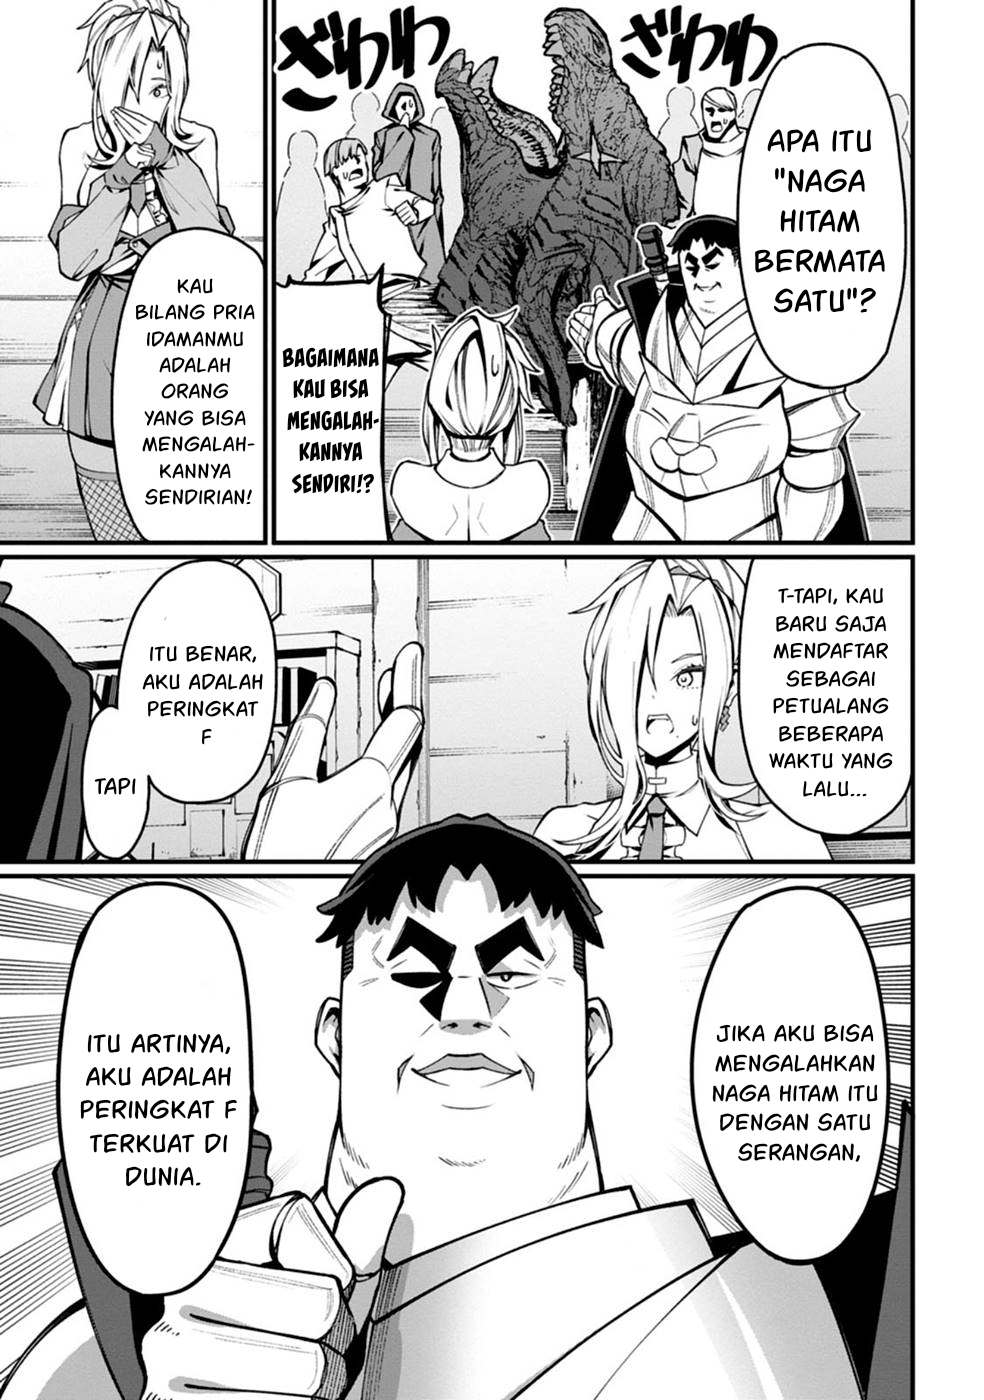 ざわわ
ざわわ
APA ITU
"NAGA
HITAM
BERMATA
SATU"?
BAGAIMANA
KAU BISA
MENGALAH-
KANNYA
SENDIRI!?
KAU
BILANG PRIA
IDAMANMU
ADALAH
ORANG
YANG BISA
MENGALAH-
KANNYA
SENDIRIAN!
T-TAPI, KAU
BARU SAJA
MENDAFTAR
SEBAGAI
PETUALANG
BEBERAPA
WAKTU YANG
LALU...
ITU BENAR,
AKU ADALAH
PERINGKAT
F
TAPI
JIKA AKU BISA
MENGALAHKAN
NAGA HITAM ITU
DENGAN SATU
SERANGAN,
ITU ARTINYA,
AKU ADALAH
PERINGKAT F
TERKUAT DI
DUNIA.